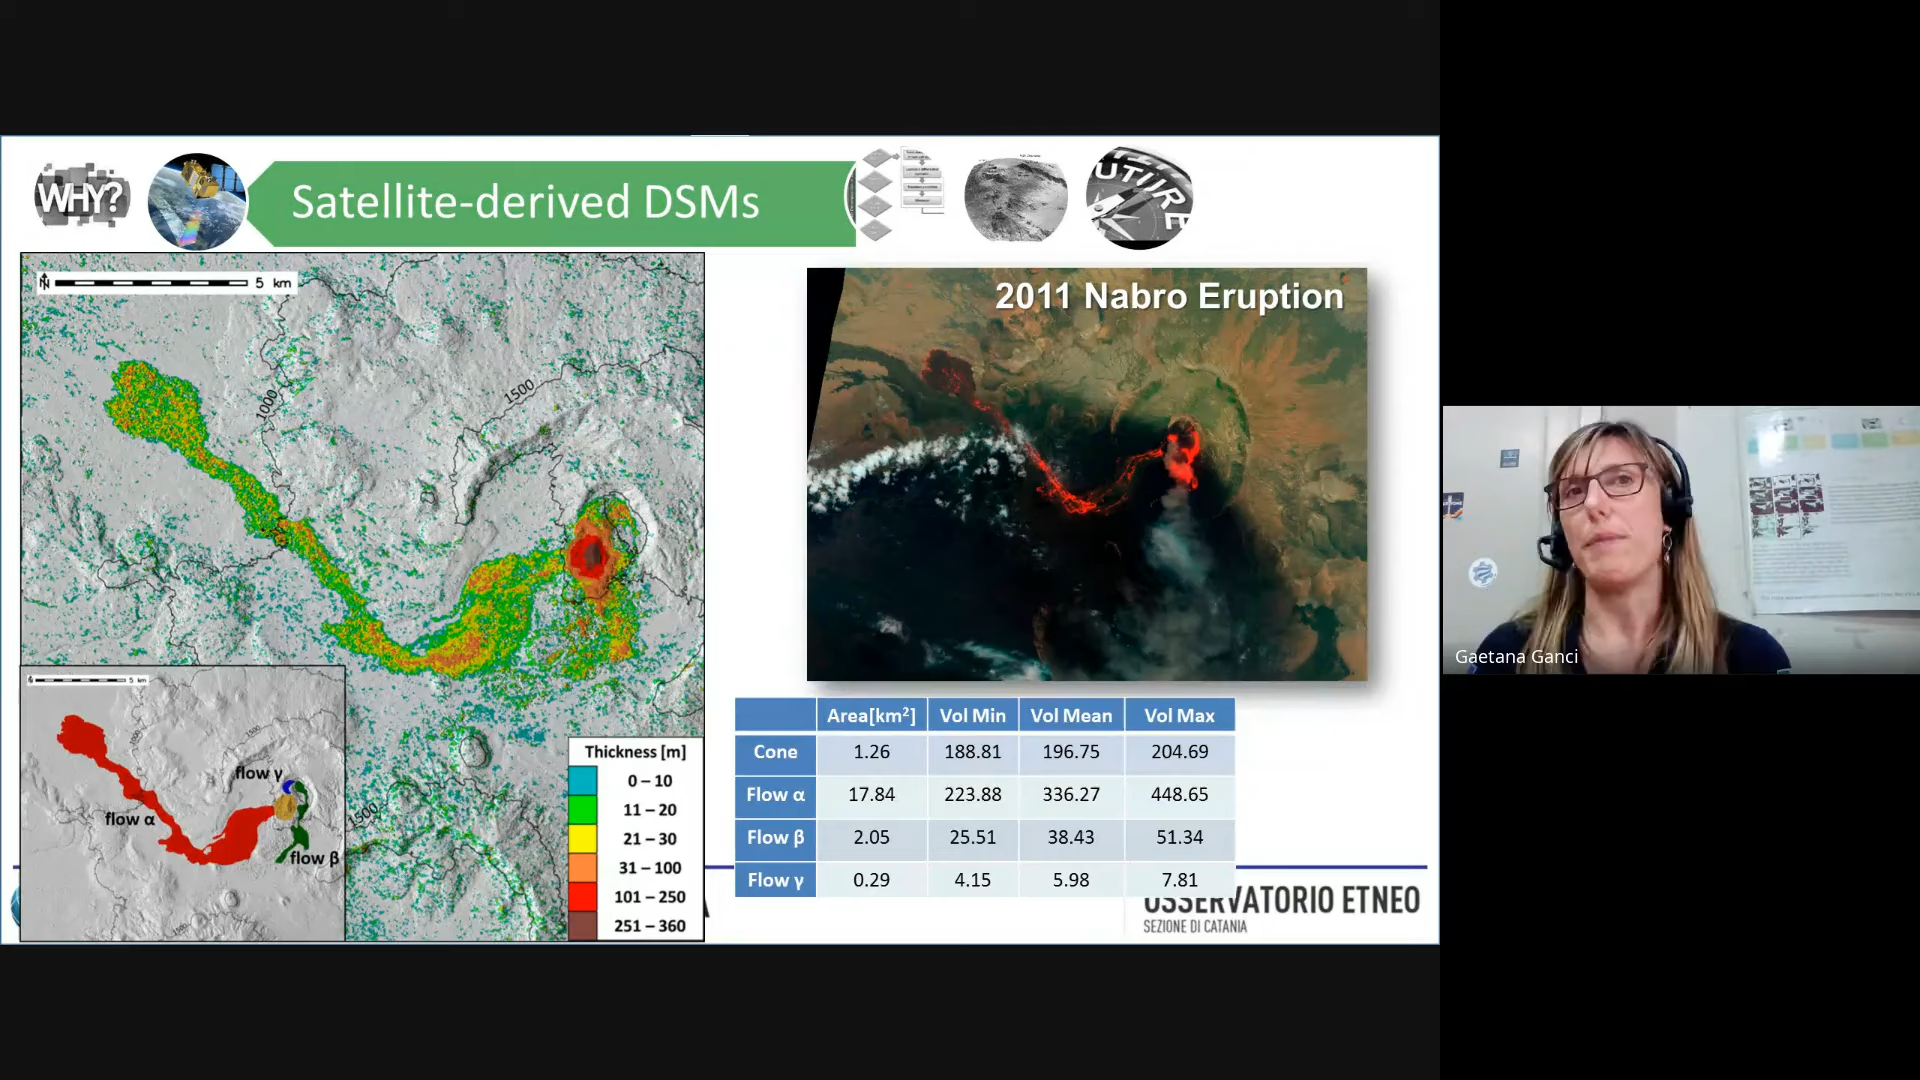 WHY?
Satellite-derived DSMs
UTURE
N
5 km
1000
1500
1500
2011 Nabro Eruption
5 km
1000
1500
1500
flow γ
flow α
flow β
Thickness [m]
0 – 10
11 – 20
21 – 30
31 – 100
101 – 250
251 – 360
Area[km²] Vol Min Vol Mean Vol Max
Cone 1.26 188.81 196.75 204.69
Flow α 17.84 223.88 336.27 448.65
Flow β 2.05 25.51 38.43 51.34
Flow γ 0.29 4.15 5.98 7.81
OSSERVATORIO ETNEO
SEZIONE DI CATANIA
Gaetana Ganci